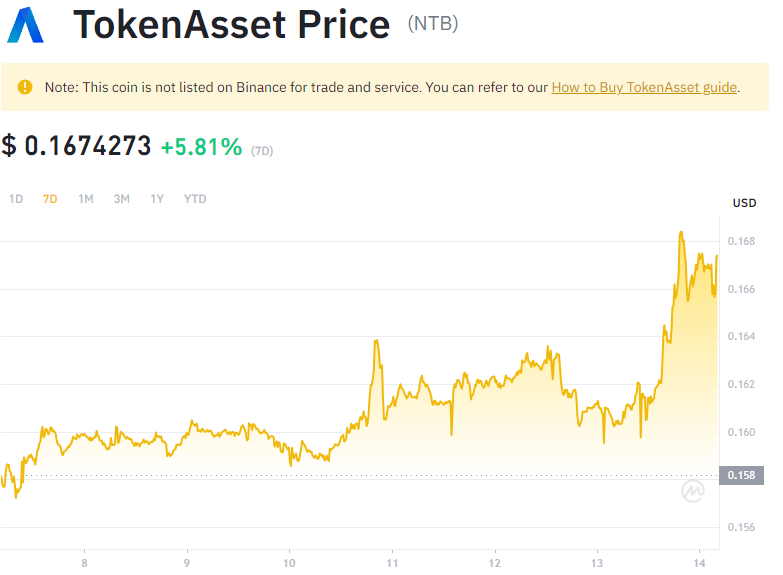 TokenAsset Price (NTB)
Note: This coin is not listed on Binance for trade and service. You can refer to our How to Buy TokenAsset guide.
$ 0.1674273 +5.81% (7D)
1D 7D 1M 3M 1Y YTD
USD
0.168
0.166
0.164
0.162
0.160
0.158
0.156
8 9 10 11 12 13 14